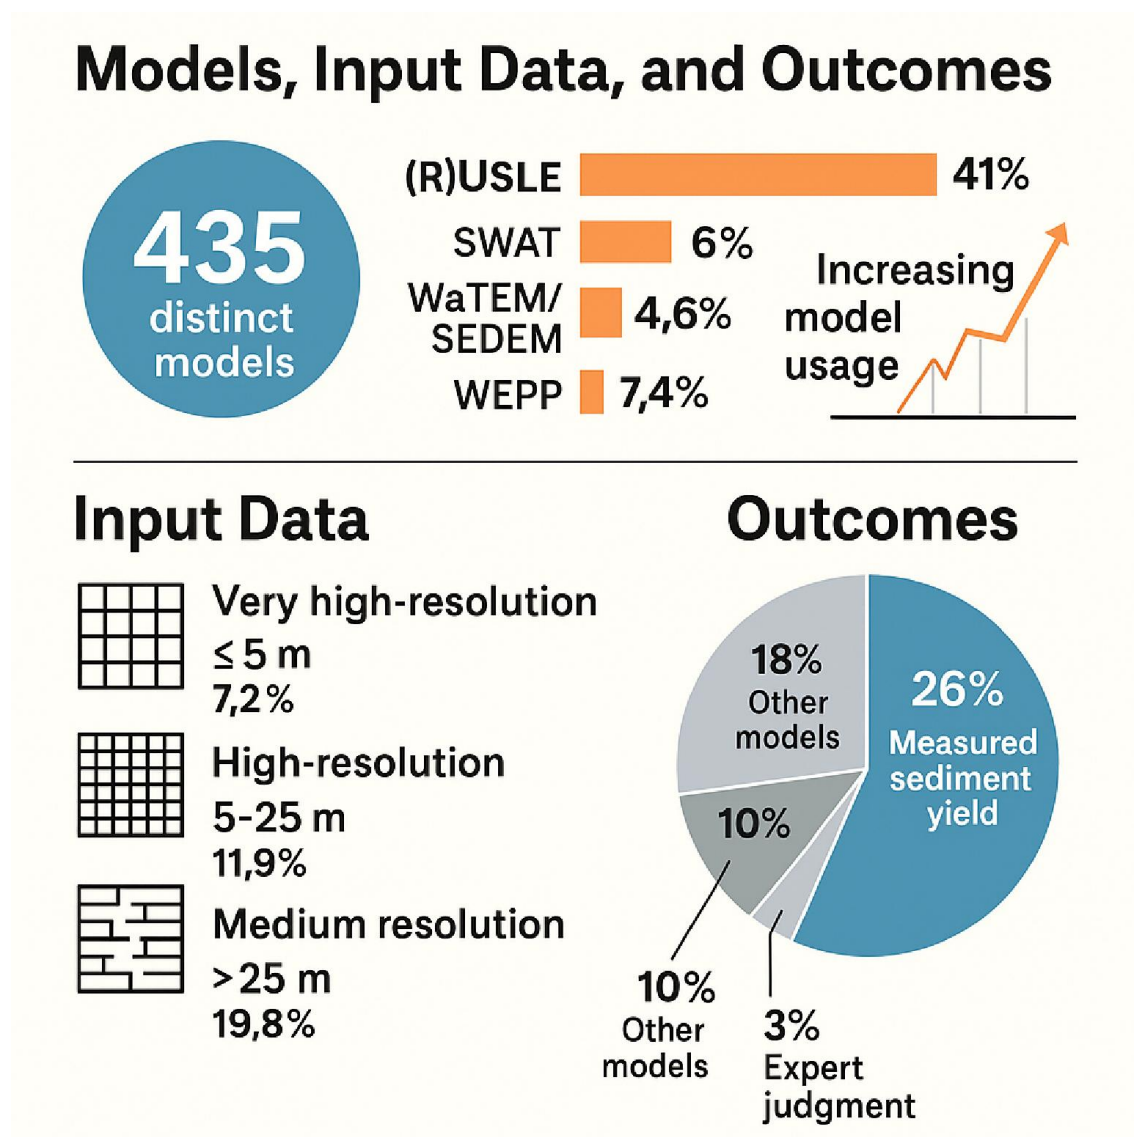 Models, Input Data, and Outcomes
435
distinct
models
(R)USLE
41%
SWAT
6%
WaTEM/
SEDEM
4,6%
WEPP
7,4%
Increasing
model
usage
Input Data
Very high-resolution
≤ 5 m
7,2%
High-resolution
5-25 m
11,9%
Medium resolution
>25 m
19,8%
Outcomes
18%
Other
models
26%
Measured
sediment
yield
10%
10%
Other
models
3%
Expert
judgment